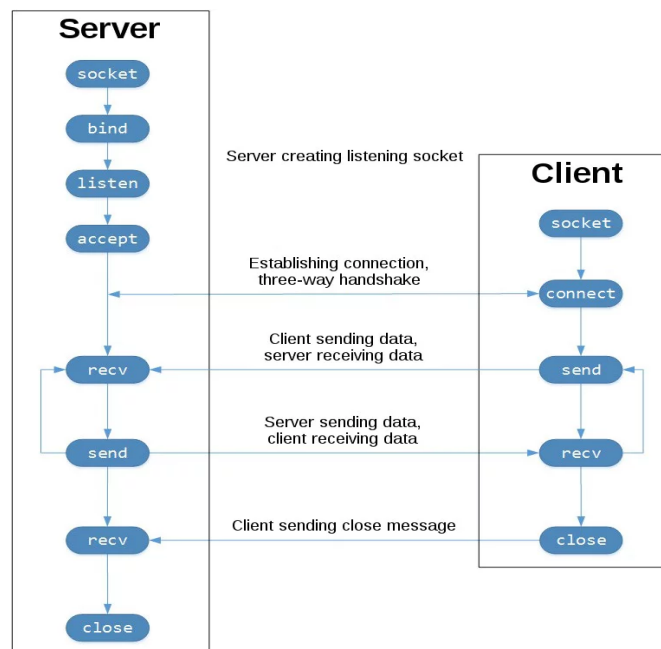 Server
socket
bind
listen
accept
recv
send
recv
close
Server creating listening socket
Establishing connection,
three-way handshake
Client sending data,
server receiving data
Server sending data,
client receiving data
Client sending close message
Client
socket
connect
send
recv
close